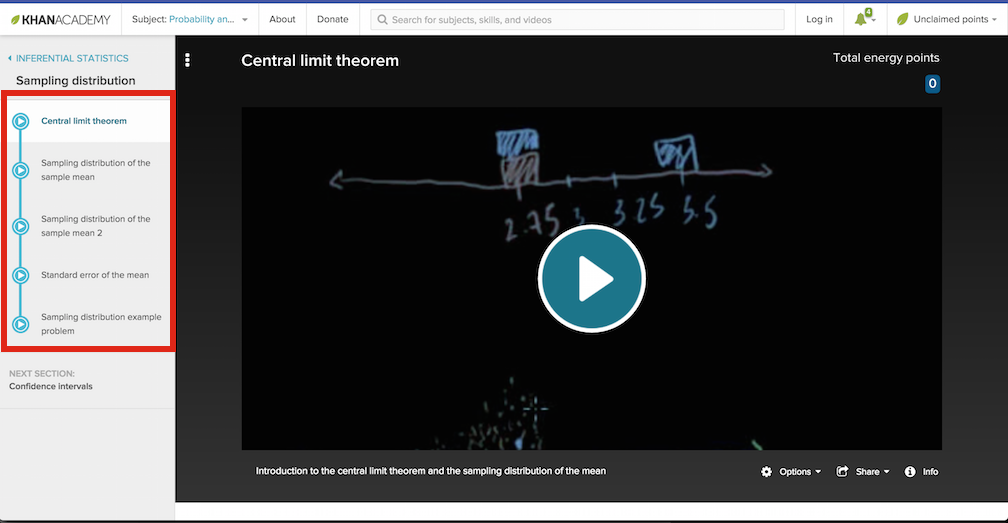 KHANACADEMY
Subject: Probability an...
About
Donate
Search for subjects, skills, and videos
Log in
4
Unclaimed points
INFERENTIAL STATISTICS
Sampling distribution
Central limit theorem
Sampling distribution of the
sample mean
Sampling distribution of the
sample mean 2
Standard error of the mean
Sampling distribution example
problem
NEXT SECTION:
Confidence intervals
Central limit theorem
Total energy points
0
2.75 3 3.25 5.5
Introduction to the central limit theorem and the sampling distribution of the mean
Options
Share
Info